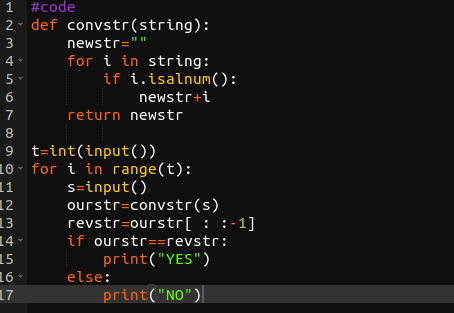 1 #code
2 def convstr(string):
3     newstr=""
4     for i in string:
5         if i.isalnum():
6             newstr+i
7     return newstr
8
9 t=int(input())
10 for i in range(t):
11     s=input()
12     ourstr=convstr(s)
13     revstr=ourstr[ : :-1]
14     if ourstr==revstr:
15         print("YES")
16     else:
17         print("NO")